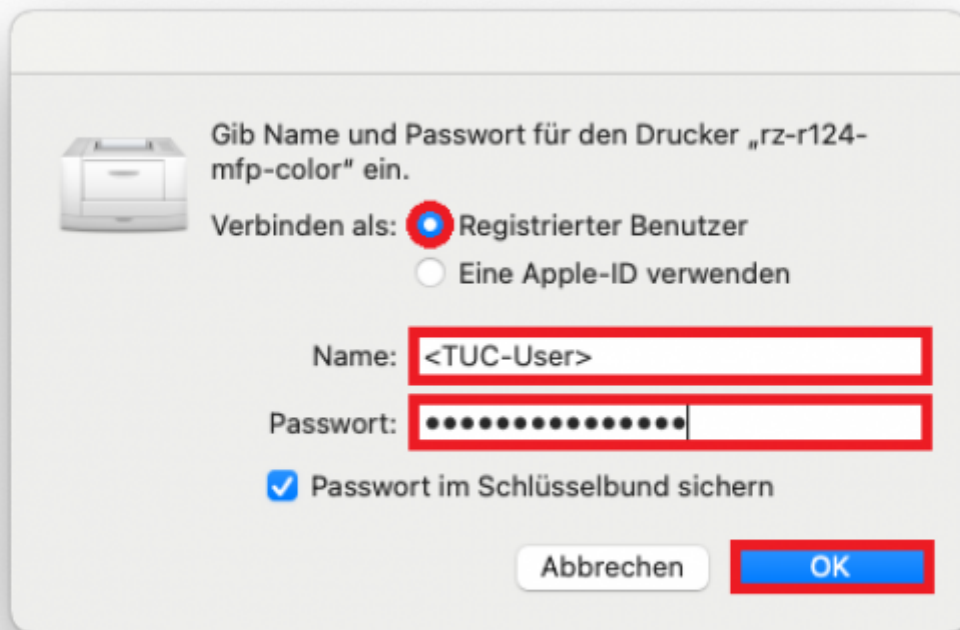 Gib Name und Passwort für den Drucker „rz-r124-
mfp-color" ein.
Verbinden als: Registrierter Benutzer
Eine Apple-ID verwenden
Name: <TUC-User>
Passwort: •••••••••••••••
Passwort im Schlüsselbund sichern
Abbrechen OK